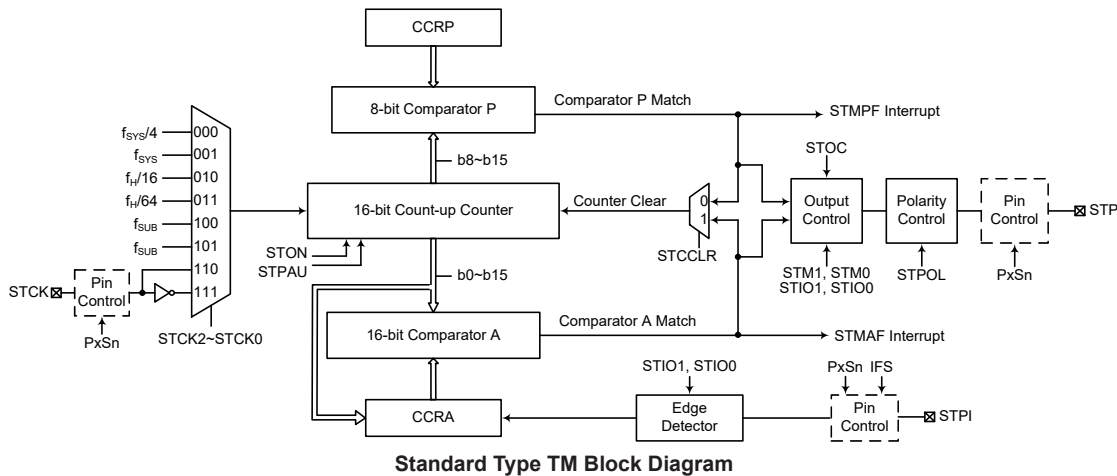 CCRP
8-bit Comparator P
Comparator P Match
STMPF Interrupt
b8~b15
fSYS/4
000
fSYS
001
fH/16
010
fH/64
011
fSUB
100
fSUB
101
110
111
STCK
Pin
Control
PxSn
STCK2~STCK0
16-bit Count-up Counter
STON
STPAU
Counter Clear
0
1
STCCLR
STOC
Output
Control
STM1, STM0
STIO1, STIO0
Polarity
Control
STPOL
Pin
Control
PxSn
STP
b0~b15
16-bit Comparator A
Comparator A Match
STMAF Interrupt
CCRA
STIO1, STIO0
Edge
Detector
PxSn IFS
Pin
Control
STPI
Standard Type TM Block Diagram